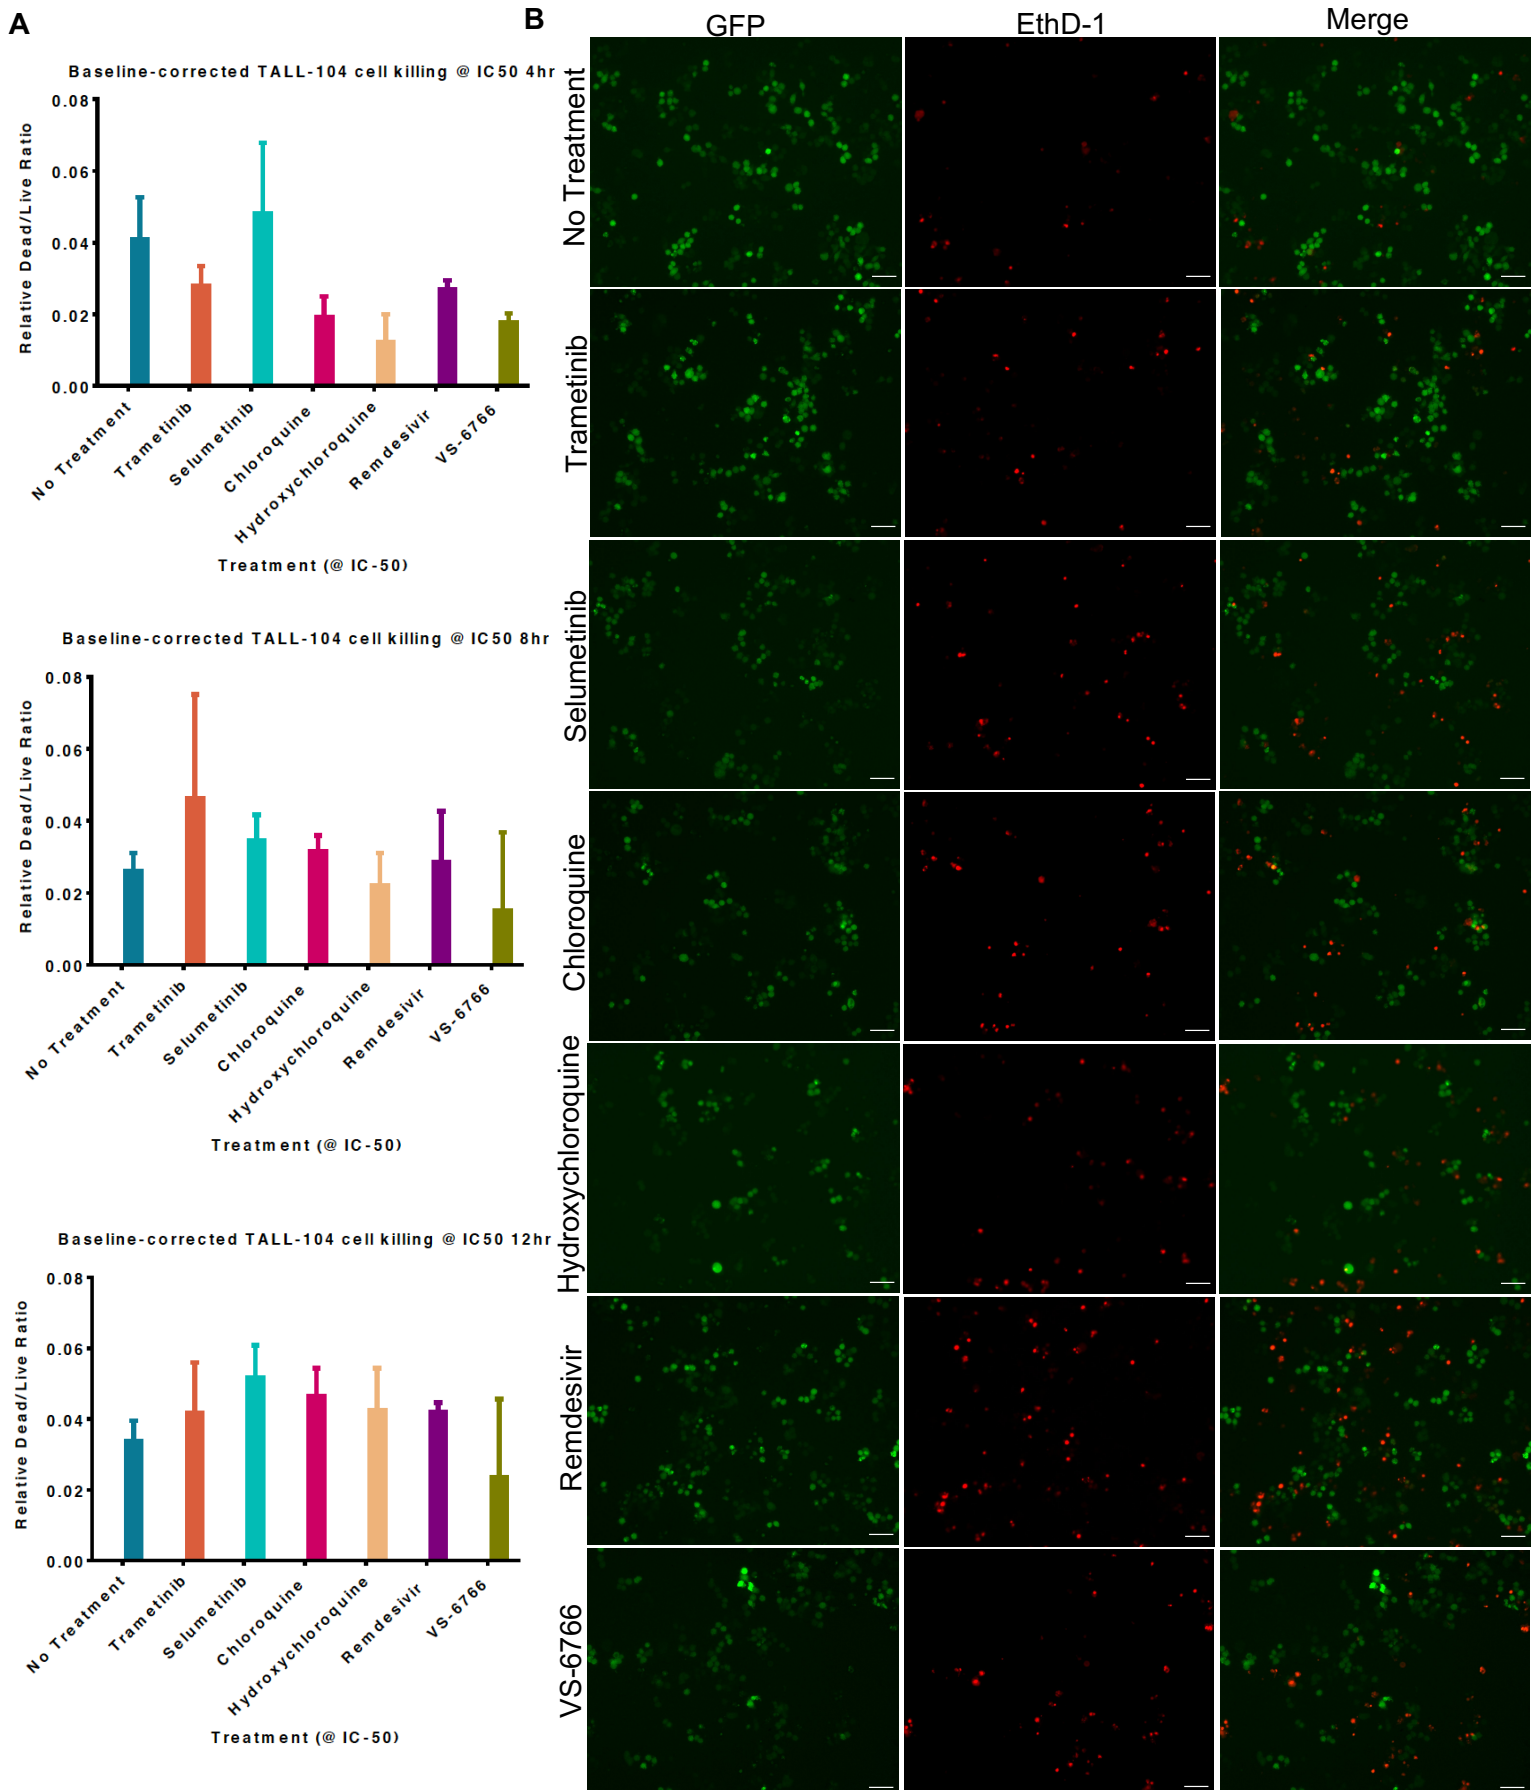 A
Baseline-corrected TALL-104 cell killing @ IC50 4hr
Relative Dead/Live Ratio
0.08
0.06
0.04
0.02
0.00
No Treatment
Trametinib
Selumetinib
Chloroquine
Hydroxychloroquine
Remdesivir
VS-6766
Treatment (@ IC-50)
Baseline-corrected TALL-104 cell killing @ IC50 8hr
Relative Dead/Live Ratio
0.08
0.06
0.04
0.02
0.00
No Treatment
Trametinib
Selumetinib
Chloroquine
Hydroxychloroquine
Remdesivir
VS-6766
Treatment (@ IC-50)
Baseline-corrected TALL-104 cell killing @ IC50 12hr
Relative Dead/Live Ratio
0.08
0.06
0.04
0.02
0.00
No Treatment
Trametinib
Selumetinib
Chloroquine
Hydroxychloroquine
Remdesivir
VS-6766
Treatment (@ IC-50)
B
GFP
EthD-1
Merge
No Treatment
Trametinib
Selumetinib
Chloroquine
Hydroxychloroquine
Remdesivir
VS-6766